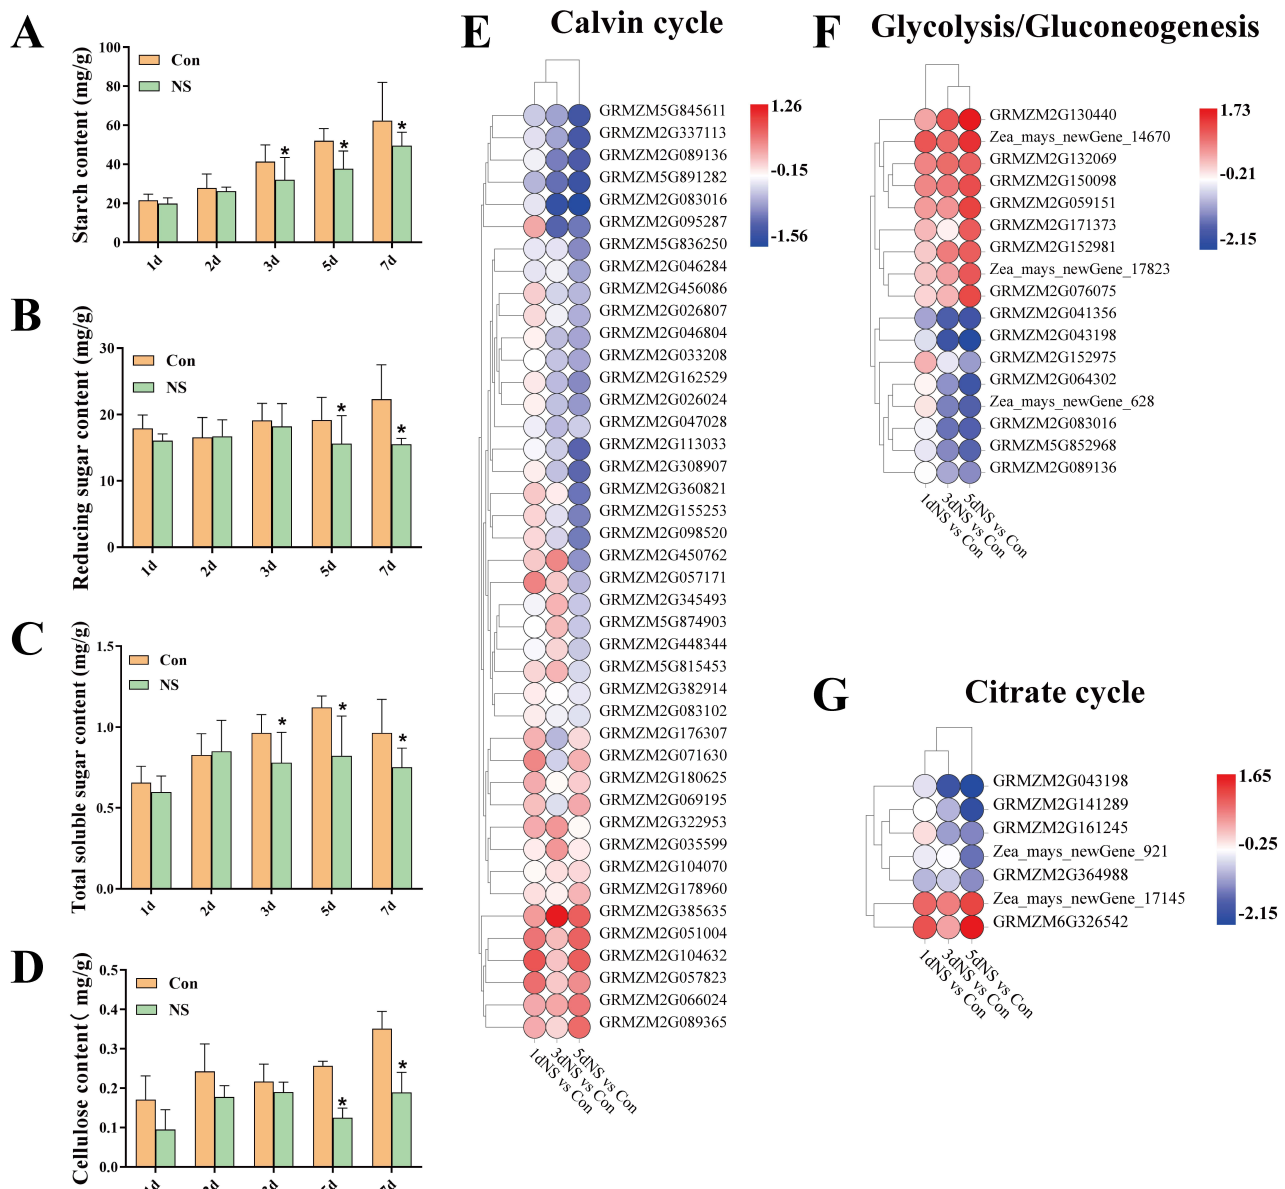 A
Starch content (mg/g)
100
80
60
40
20
0
Con
NS
*
*
*
1d
2d
3d
5d
7d
B
Reducing sugar content (mg/g)
30
20
10
0
Con
NS
*
*
1d
2d
3d
5d
7d
C
Total soluble sugar content (mg/g)
1.5
1.0
0.5
0.0
Con
NS
*
*
*
1d
2d
3d
5d
7d
D
Cellulose content( mg/g)
0.5
0.4
0.3
0.2
0.1
0.0
Con
NS
*
*
E
Calvin cycle
GRMZM5G845611
GRMZM2G337113
GRMZM2G089136
GRMZM5G891282
GRMZM2G083016
GRMZM2G095287
GRMZM5G836250
GRMZM2G046284
GRMZM2G456086
GRMZM2G026807
GRMZM2G046804
GRMZM2G033208
GRMZM2G162529
GRMZM2G026024
GRMZM2G047028
GRMZM2G113033
GRMZM2G308907
GRMZM2G360821
GRMZM2G155253
GRMZM2G098520
GRMZM2G450762
GRMZM2G057171
GRMZM2G345493
GRMZM5G874903
GRMZM2G448344
GRMZM5G815453
GRMZM2G382914
GRMZM2G083102
GRMZM2G176307
GRMZM2G071630
GRMZM2G180625
GRMZM2G069195
GRMZM2G322953
GRMZM2G035599
GRMZM2G104070
GRMZM2G178960
GRMZM2G385635
GRMZM2G051004
GRMZM2G104632
GRMZM2G057823
GRMZM2G066024
GRMZM2G089365
1dNS vs Con
3dNS vs Con
5dNS vs Con
1.26
-0.15
-1.56
F
Glycolysis/Gluconeogenesis
GRMZM2G130440
Zea_mays_newGene_14670
GRMZM2G132069
GRMZM2G150098
GRMZM2G059151
GRMZM2G171373
GRMZM2G152981
Zea_mays_newGene_17823
GRMZM2G076075
GRMZM2G041356
GRMZM2G043198
GRMZM2G152975
GRMZM2G064302
Zea_mays_newGene_628
GRMZM2G083016
GRMZM5G852968
GRMZM2G089136
1dNS vs Con
3dNS vs Con
5dNS vs Con
1.73
-0.21
-2.15
G
Citrate cycle
GRMZM2G043198
GRMZM2G141289
GRMZM2G161245
Zea_mays_newGene_921
GRMZM2G364988
Zea_mays_newGene_17145
GRMZM6G326542
1dNS vs Con
3dNS vs Con
5dNS vs Con
1.65
-0.25
-2.15